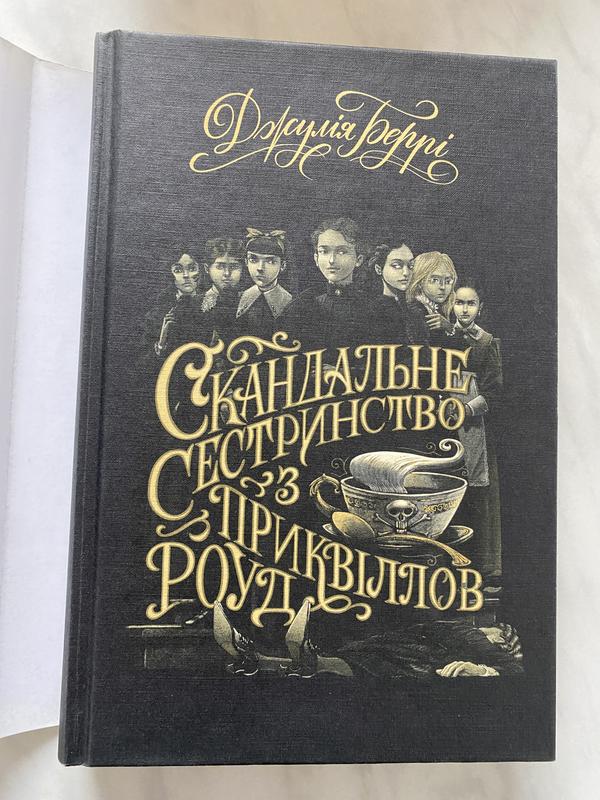 Джулія Беррі
Скандальне
сестринство
з
Приквіллов
Роуд